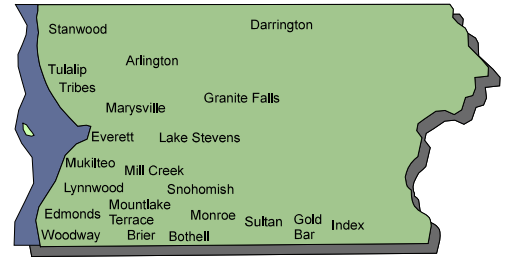 Stanwood
Darrington
Arlington
Tulalip
Tribes
Granite Falls
Marysville
Everett
Lake Stevens
Mukilteo
Mill Creek
Lynnwood
Snohomish
Mountlake
Terrace
Edmonds
Monroe
Sultan
Gold
Bar
Index
Woodway
Brier
Bothell